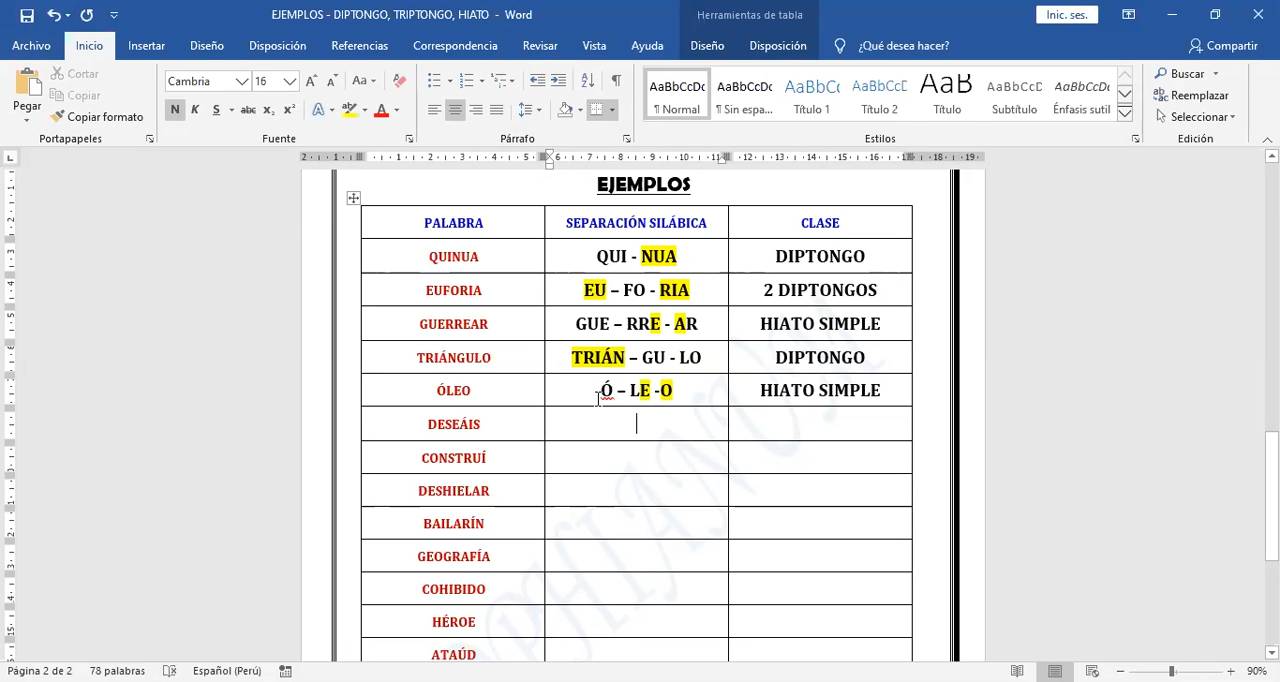 EJEMPLOS - DIPTONGO, TRIPTONGO, HIATO - Word
Herramientas de tabla
Inic. ses.
Archivo Inicio Insertar Diseño Disposición Referencias Correspondencia Revisar Vista Ayuda Diseño Disposición ¿Qué desea hacer? Compartir
Pegar
Cortar
Copiar
Copiar formato
Portapapeles
Cambria 16
Fuente
Párrafo
AaBbCcDc AaBbCcDc AaBbCcD AaBbCcD AaB AaBbCcD AaBbCcDc
¶ Normal ¶ Sin espa... Título 1 Título 2 Título Subtítulo Énfasis sutil
Estilos
Buscar
Reemplazar
Seleccionar
Edición
EJEMPLOS
PALABRA SEPARACIÓN SILÁBICA CLASE
QUINUA QUI - NUA DIPTONGO
EUFORIA EU – FO - RIA 2 DIPTONGOS
GUERREAR GUE – RRE - AR HIATO SIMPLE
TRIÁNGULO TRIÁN – GU - LO DIPTONGO
ÓLEO Ó – LE -O HIATO SIMPLE
DESEÁIS
CONSTRUÍ
DESHIELAR
BAILARÍN
GEOGRAFÍA
COHIBIDO
HÉROE
ATAÚD
Página 2 de 2 78 palabras Español (Perú) 90%